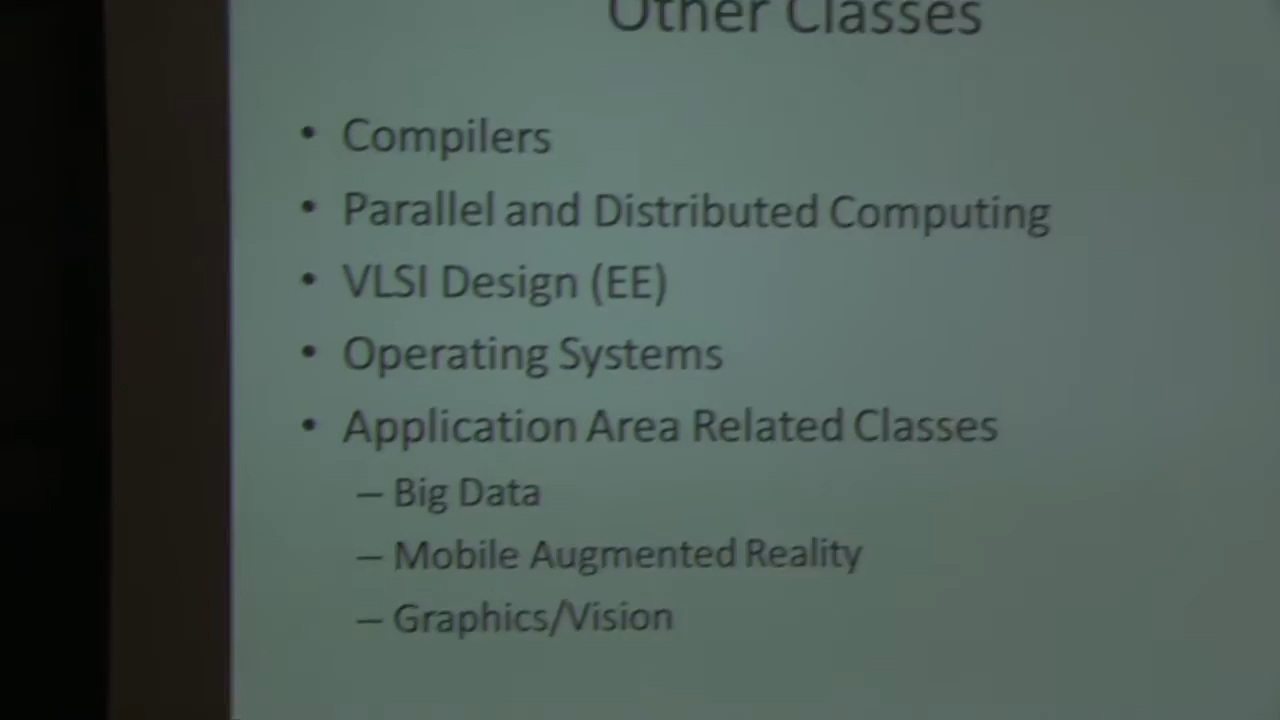 Other Classes
• Compilers
• Parallel and Distributed Computing
• VLSI Design (EE)
• Operating Systems
• Application Area Related Classes
– Big Data
– Mobile Augmented Reality
– Graphics/Vision